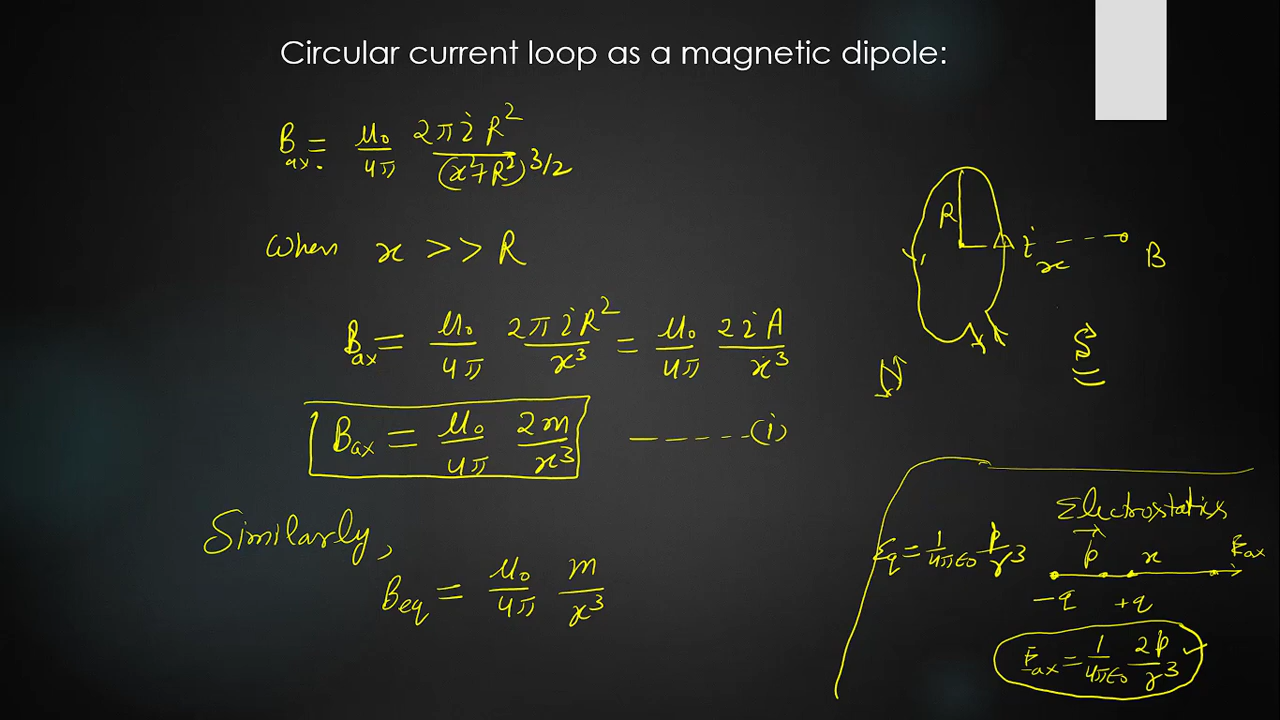 Circular current loop as a magnetic dipole:
B_ax. = μ₀/4π 2πiR²/(x²+R²)^3/2
When x >> R
B_ax = μ₀/4π 2πiR²/x³ = μ₀/4π 2iA/x³
B_ax = μ₀/4π 2m/x³ -----(i)
Similarly,
B_eq = μ₀/4π m/x³
R
i
x
B
N
S
Electrostatics
E_q = 1/4πε₀ p/r³
p⃗ x E_ax
-q +q
E_ax = 1/4πε₀ 2p/r³